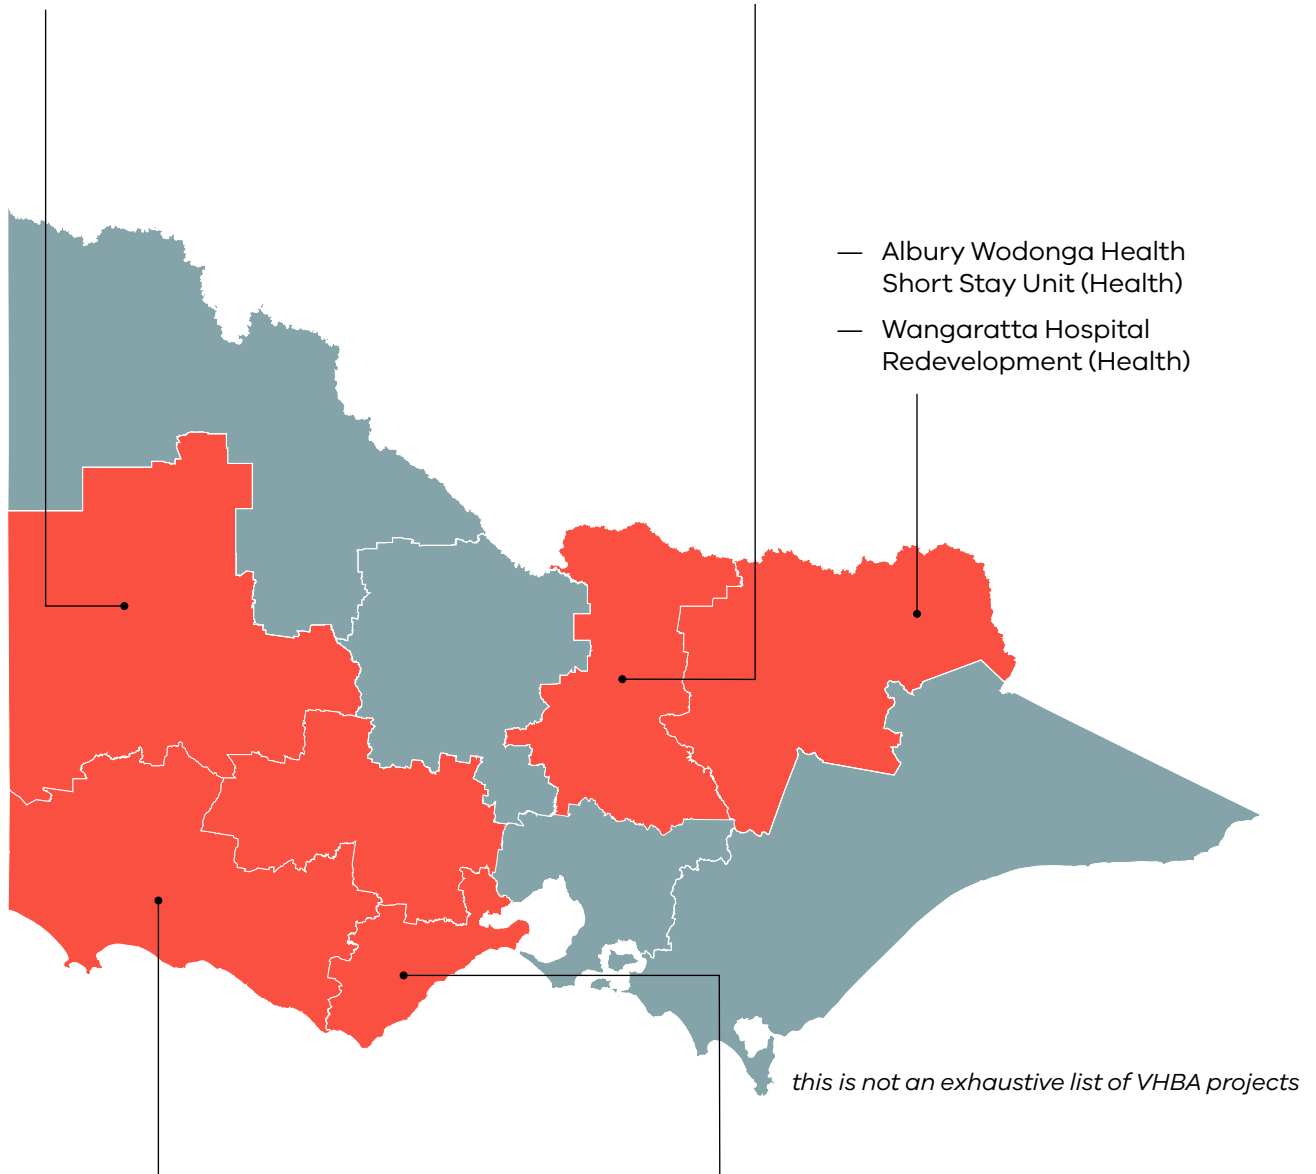 — Albury Wodonga Health
Short Stay Unit (Health)
— Wangaratta Hospital
Redevelopment (Health)
this is not an exhaustive list of VHBA projects